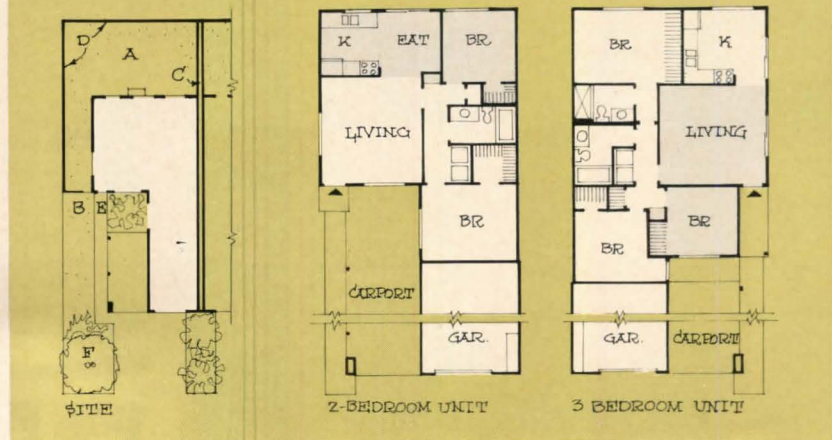 D
A
C
B E
F
SITE
K EAT BR
LIVING
BR
CARPORT
GAR.
2-BEDROOM UNIT
BR K
LIVING
BR
BR
GAR. CARPORT
3 BEDROOM UNIT